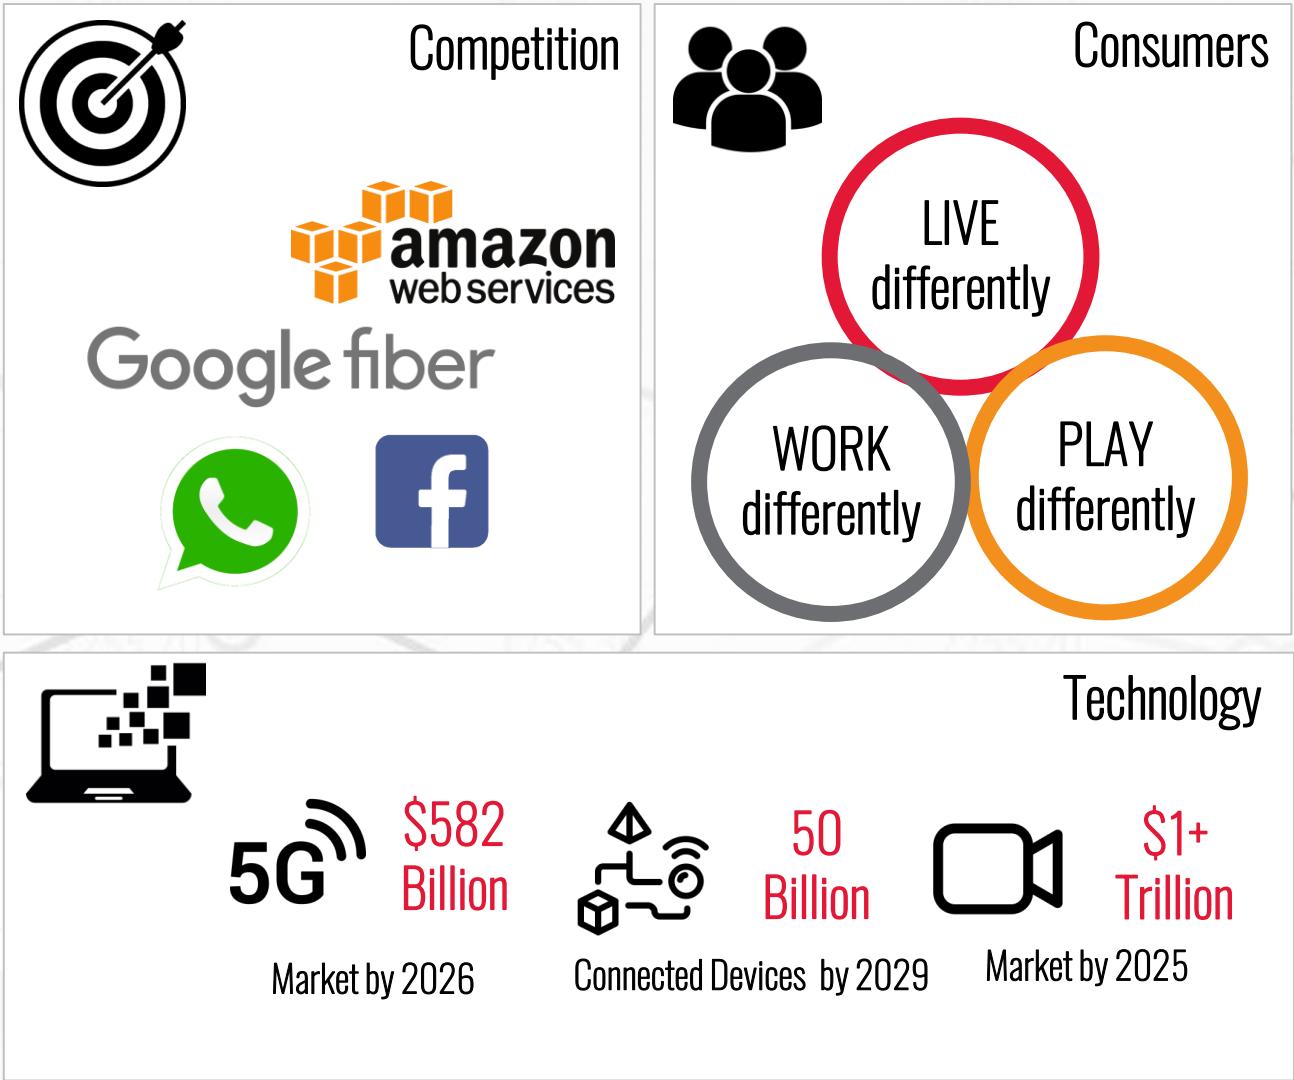 Competition
amazon
web services
Google fiber
Consumers
LIVE
differently
WORK
differently
PLAY
differently
Technology
5G
$582
Billion
Market by 2026
50
Billion
Connected Devices by 2029
$1+
Trillion
Market by 2025